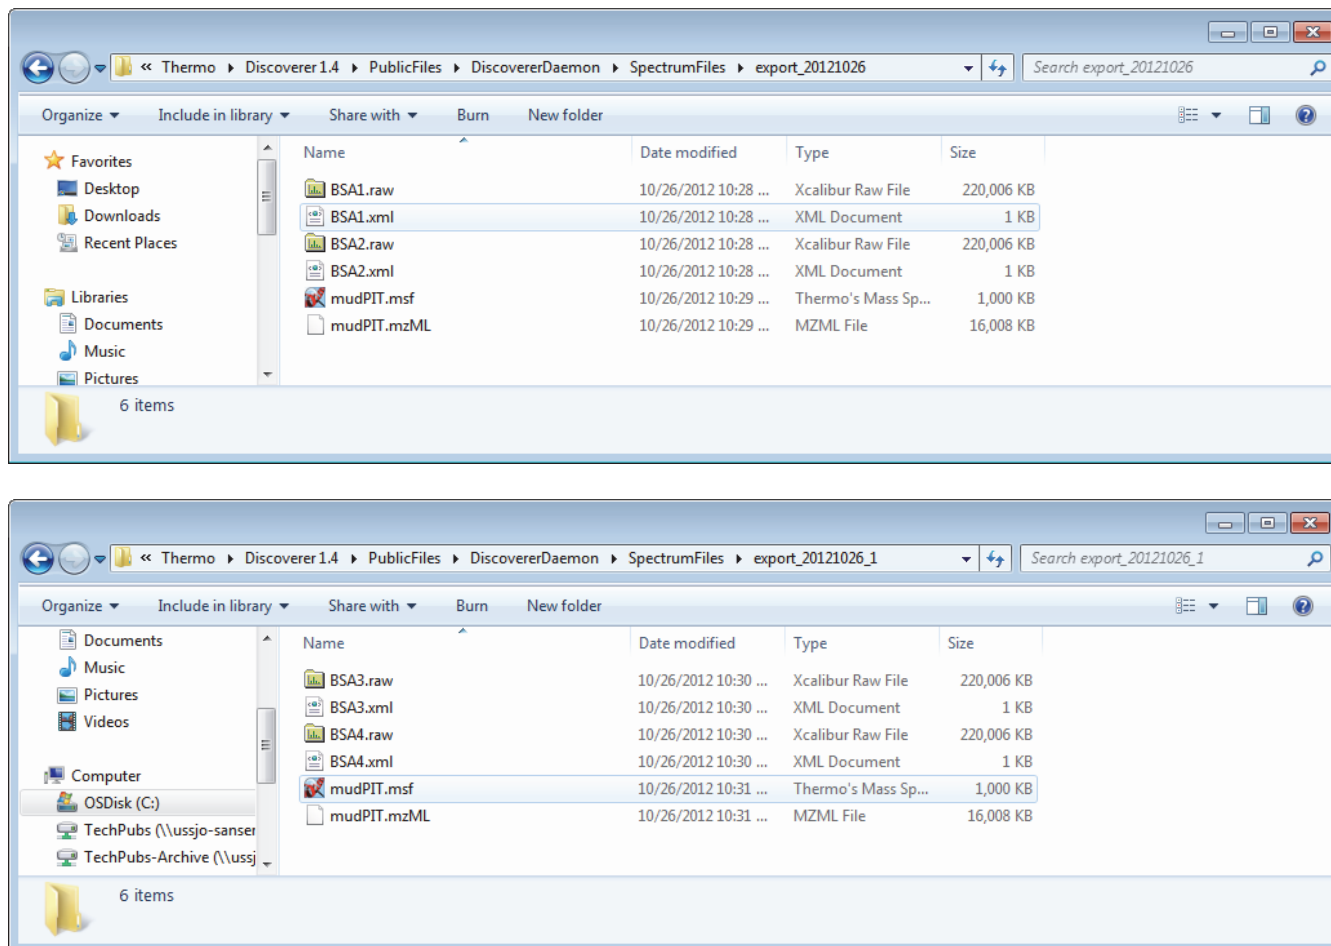 « Thermo Discoverer 1.4 PublicFiles DiscovererDaemon SpectrumFiles export_20121026 Search export_20121026
Organize Include in library Share with Burn New folder
Favorites
Desktop
Downloads
Recent Places
Libraries
Documents
Music
Pictures
Name Date modified Type Size
BSA1.raw 10/26/2012 10:28 ... Xcalibur Raw File 220,006 KB
BSA1.xml 10/26/2012 10:28 ... XML Document 1 KB
BSA2.raw 10/26/2012 10:28 ... Xcalibur Raw File 220,006 KB
BSA2.xml 10/26/2012 10:28 ... XML Document 1 KB
mudPIT.msf 10/26/2012 10:29 ... Thermo's Mass Sp... 1,000 KB
mudPIT.mzML 10/26/2012 10:29 ... MZML File 16,008 KB
6 items
« Thermo Discoverer 1.4 PublicFiles DiscovererDaemon SpectrumFiles export_20121026_1 Search export_20121026_1
Organize Include in library Share with Burn New folder
Documents
Music
Pictures
Videos
Computer
OSDisk (C:)
TechPubs (\\ussjo-sanser
TechPubs-Archive (\\ussj
Name Date modified Type Size
BSA3.raw 10/26/2012 10:30 ... Xcalibur Raw File 220,006 KB
BSA3.xml 10/26/2012 10:30 ... XML Document 1 KB
BSA4.raw 10/26/2012 10:30 ... Xcalibur Raw File 220,006 KB
BSA4.xml 10/26/2012 10:30 ... XML Document 1 KB
mudPIT.msf 10/26/2012 10:31 ... Thermo's Mass Sp... 1,000 KB
mudPIT.mzML 10/26/2012 10:31 ... MZML File 16,008 KB
6 items